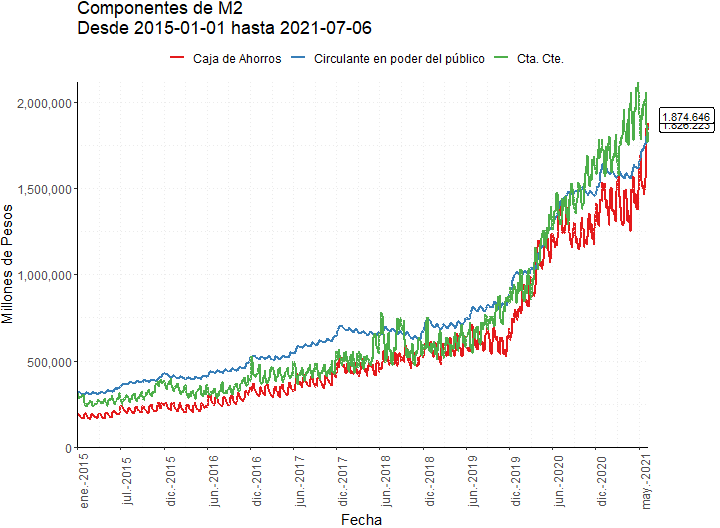 Componentes de M2
Desde 2015-01-01 hasta 2021-07-06
Caja de Ahorros Circulante en poder del público Cta. Cte.
Millones de Pesos
2,000,000
1,500,000
1,000,000
500,000
0
1.874.646
1.826.223
ene.-2015
jul.-2015
dic.-2015
jun.-2016
dic.-2016
jun.-2017
dic.-2017
jun.-2018
dic.-2018
jun.-2019
dic.-2019
jun.-2020
dic.-2020
may.-2021
Fecha